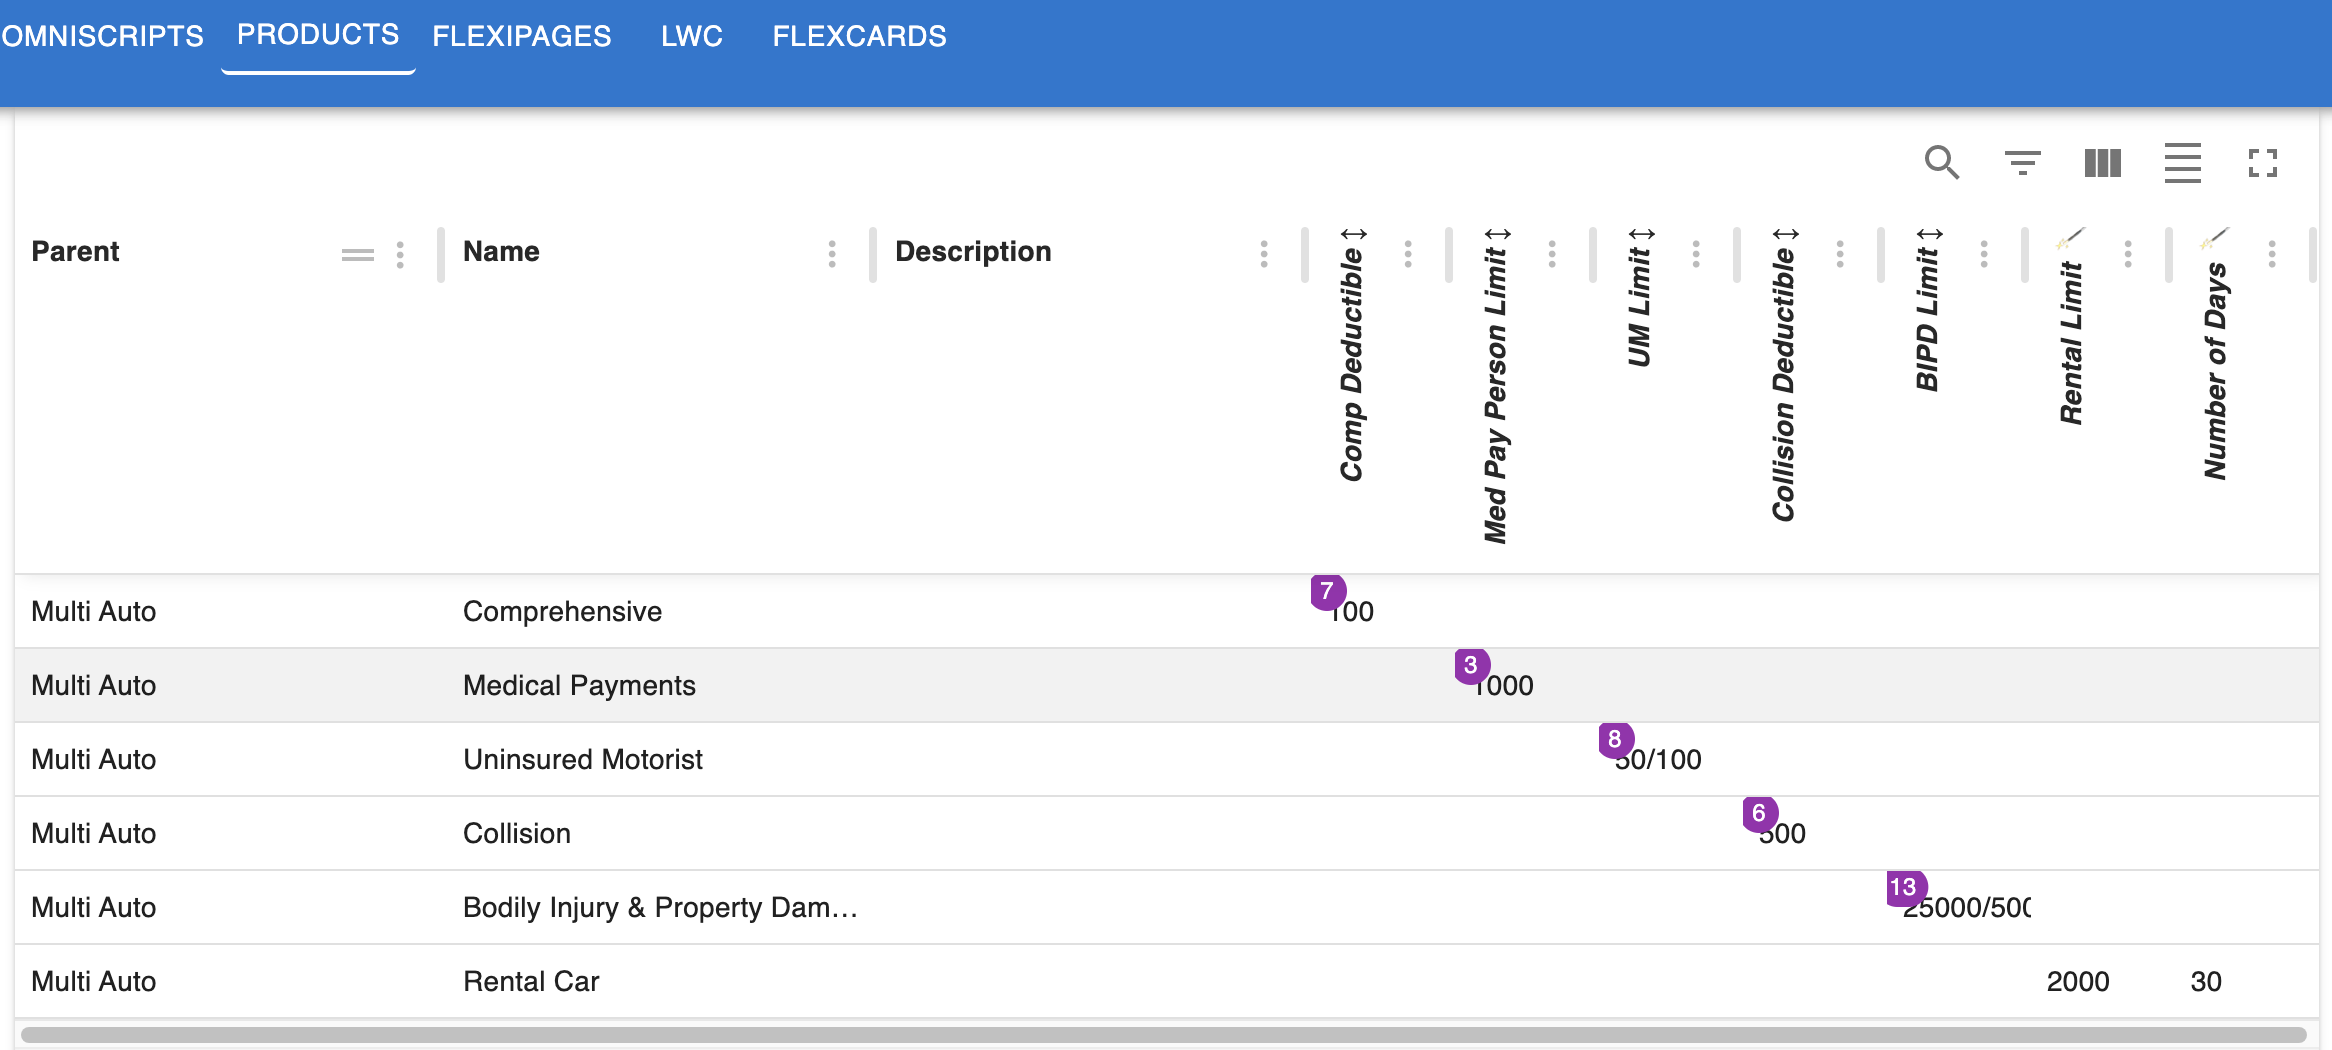 OMNISCRIPTS PRODUCTS FLEXIPAGES LWC FLEXCARDS
Parent Name Description Comp Deductible ↔ Med Pay Person Limit ↔ UM Limit ↔ Collision Deductible ↔ BIPD Limit ↔ Rental Limit Number of Days
Multi Auto Comprehensive 7 100
Multi Auto Medical Payments 3 1000
Multi Auto Uninsured Motorist 8 50/100
Multi Auto Collision 6 500
Multi Auto Bodily Injury & Property Dam… 13 25000/500
Multi Auto Rental Car 2000 30